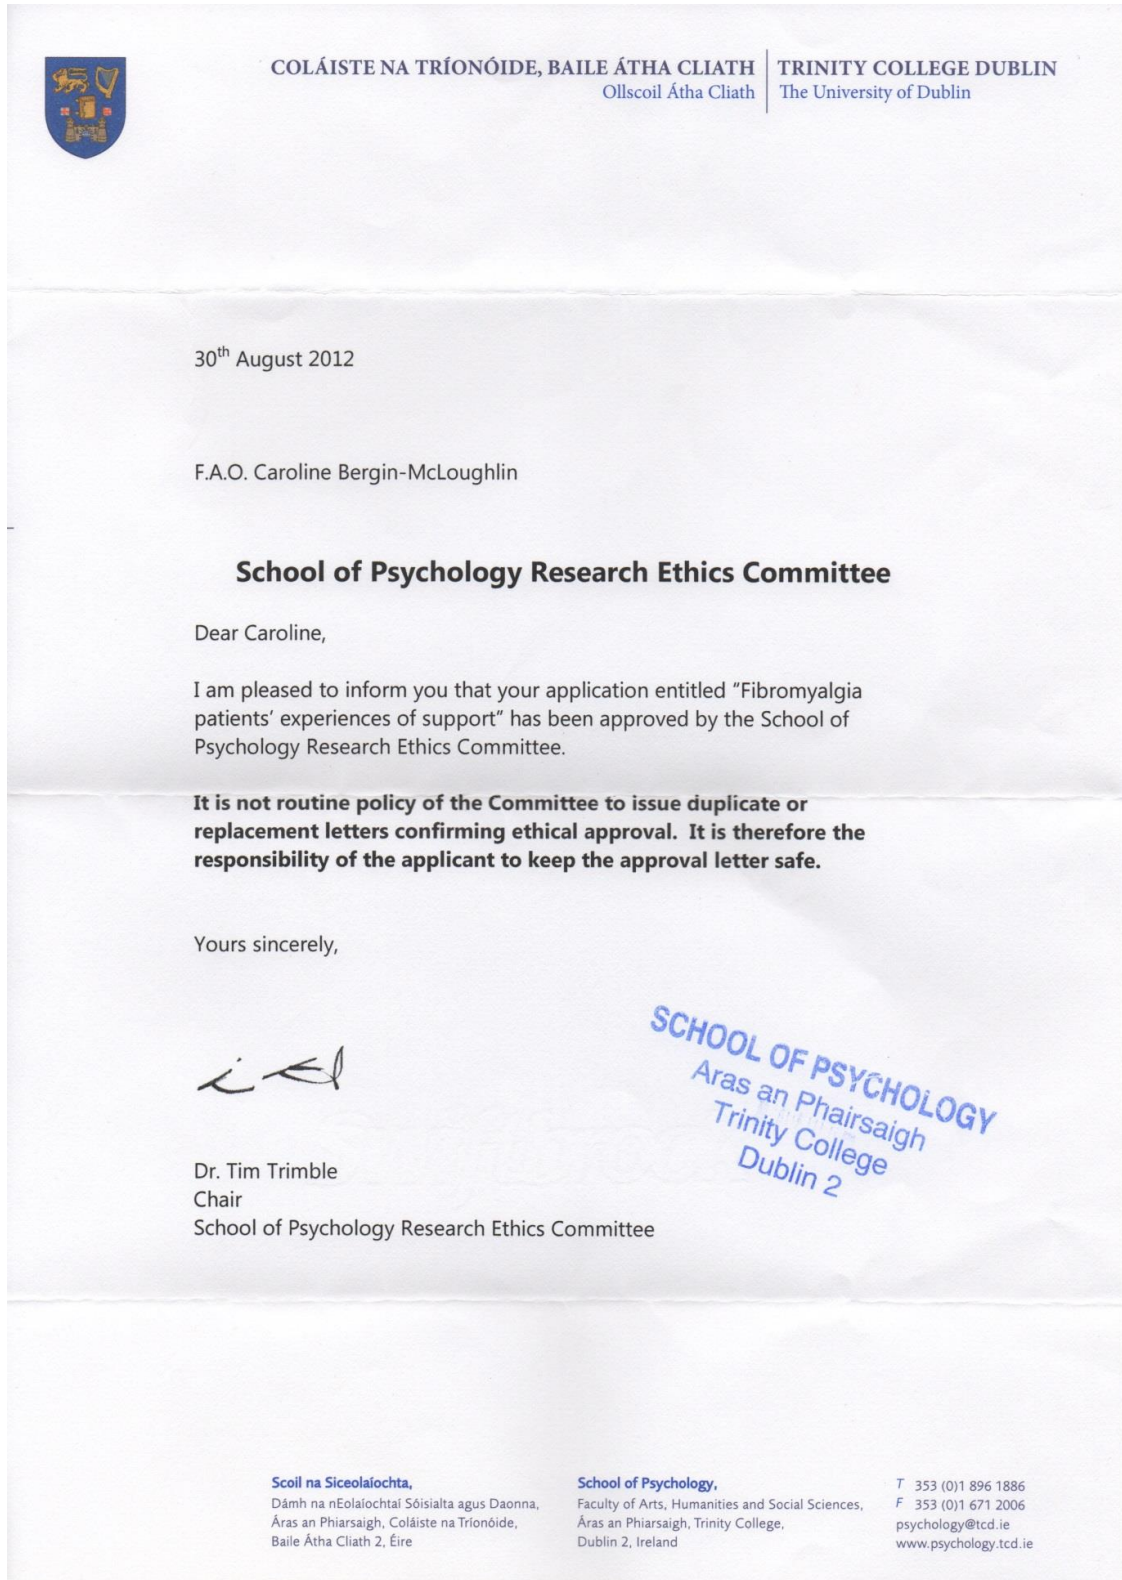 COLÁISTE NA TRÍONÓIDE, BAILE ÁTHA CLIATH
Ollscoil Átha Cliath
TRINITY COLLEGE DUBLIN
The University of Dublin
30th August 2012
F.A.O. Caroline Bergin-McLoughlin
School of Psychology Research Ethics Committee
Dear Caroline,
I am pleased to inform you that your application entitled “Fibromyalgia
patients’ experiences of support” has been approved by the School of
Psychology Research Ethics Committee.
It is not routine policy of the Committee to issue duplicate or
replacement letters confirming ethical approval.  It is therefore the
responsibility of the applicant to keep the approval letter safe.
Yours sincerely,
SCHOOL OF PSYCHOLOGY
Aras an Phairsaigh
Trinity College
Dublin 2
Dr. Tim Trimble
Chair
School of Psychology Research Ethics Committee
Scoil na Siceolaíochta,
Dámh na nEolaíochtaí Sóisialta agus Daonna,
Áras an Phiarsaigh, Coláiste na Tríonóide,
Baile Átha Cliath 2, Éire
School of Psychology,
Faculty of Arts, Humanities and Social Sciences,
Áras an Phiarsaigh, Trinity College,
Dublin 2, Ireland
T 353 (0)1 896 1886
F 353 (0)1 671 2006
psychology@tcd.ie
www.psychology.tcd.ie